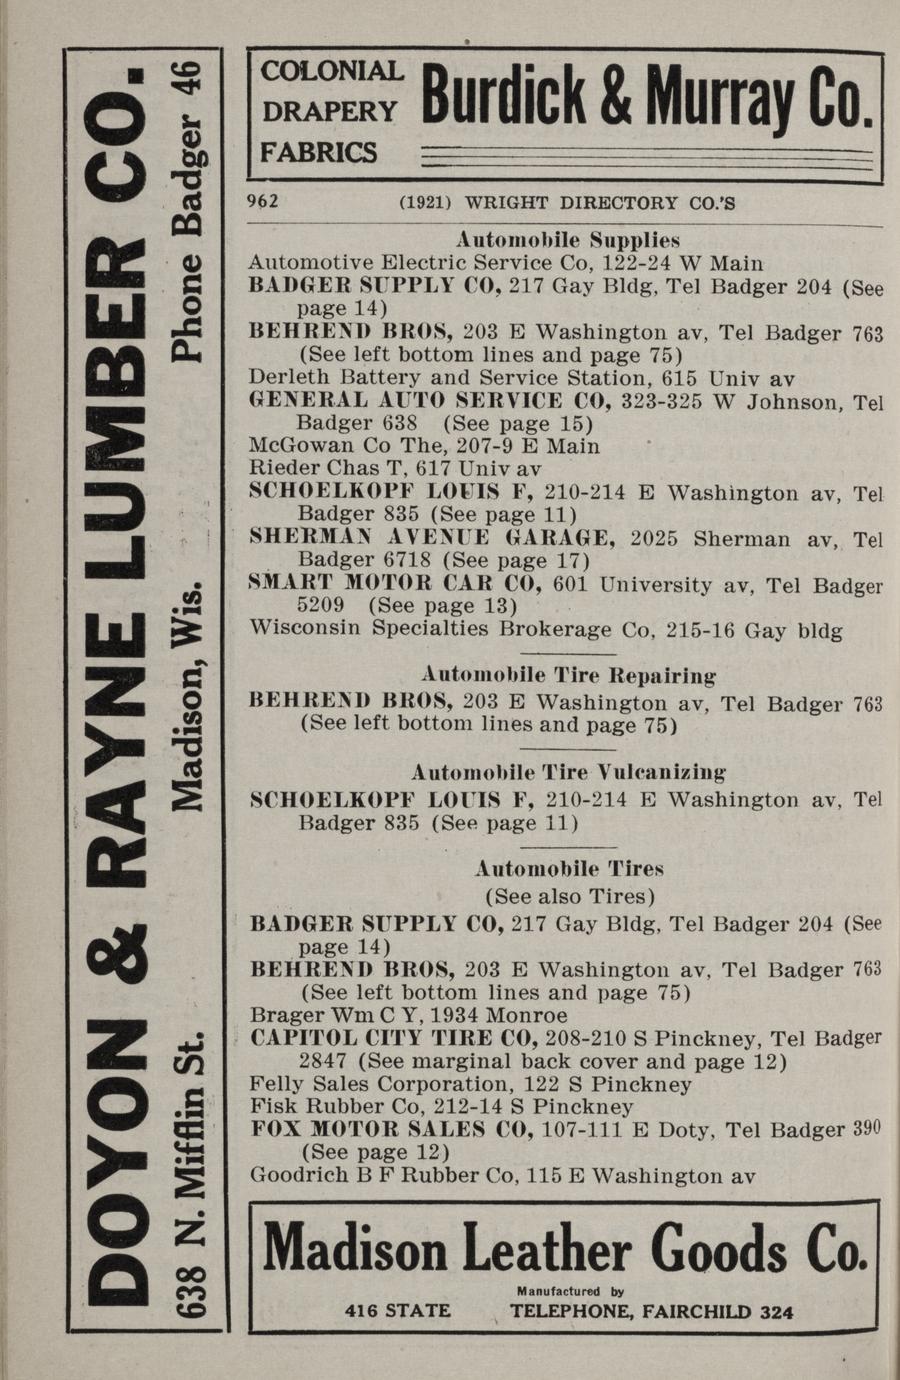 DOYON & RAYNE LUMBER CO.
638 N. Mifflin St. Madison, Wis. Phone Badger 46
COLONIAL
DRAPERY
FABRICS
Burdick & Murray Co.
962 (1921) WRIGHT DIRECTORY CO.'S
Automobile Supplies
Automotive Electric Service Co, 122-24 W Main
BADGER SUPPLY CO, 217 Gay Bldg, Tel Badger 204 (See
page 14)
BEHREND BROS, 203 E Washington av, Tel Badger 763
(See left bottom lines and page 75)
Derleth Battery and Service Station, 615 Univ av
GENERAL AUTO SERVICE CO, 323-325 W Johnson, Tel
Badger 638 (See page 15)
McGowan Co The, 207-9 E Main
Rieder Chas T, 617 Univ av
SCHOELKOPF LOUIS F, 210-214 E Washington av, Tel
Badger 835 (See page 11)
SHERMAN AVENUE GARAGE, 2025 Sherman av, Tel
Badger 6718 (See page 17)
SMART MOTOR CAR CO, 601 University av, Tel Badger
5209 (See page 13)
Wisconsin Specialties Brokerage Co, 215-16 Gay bldg
Automobile Tire Repairing
BEHREND BROS, 203 E Washington av, Tel Badger 763
(See left bottom lines and page 75)
Automobile Tire Vulcanizing
SCHOELKOPF LOUIS F, 210-214 E Washington av, Tel
Badger 835 (See page 11)
Automobile Tires
(See also Tires)
BADGER SUPPLY CO, 217 Gay Bldg, Tel Badger 204 (See
page 14)
BEHREND BROS, 203 E Washington av, Tel Badger 763
(See left bottom lines and page 75)
Brager Wm C Y, 1934 Monroe
CAPITOL CITY TIRE CO, 208-210 S Pinckney, Tel Badger
2847 (See marginal back cover and page 12)
Felly Sales Corporation, 122 S Pinckney
Fisk Rubber Co, 212-14 S Pinckney
FOX MOTOR SALES CO, 107-111 E Doty, Tel Badger 390
(See page 12)
Goodrich B F Rubber Co, 115 E Washington av
Madison Leather Goods Co.
Manufactured by
416 STATE TELEPHONE, FAIRCHILD 324